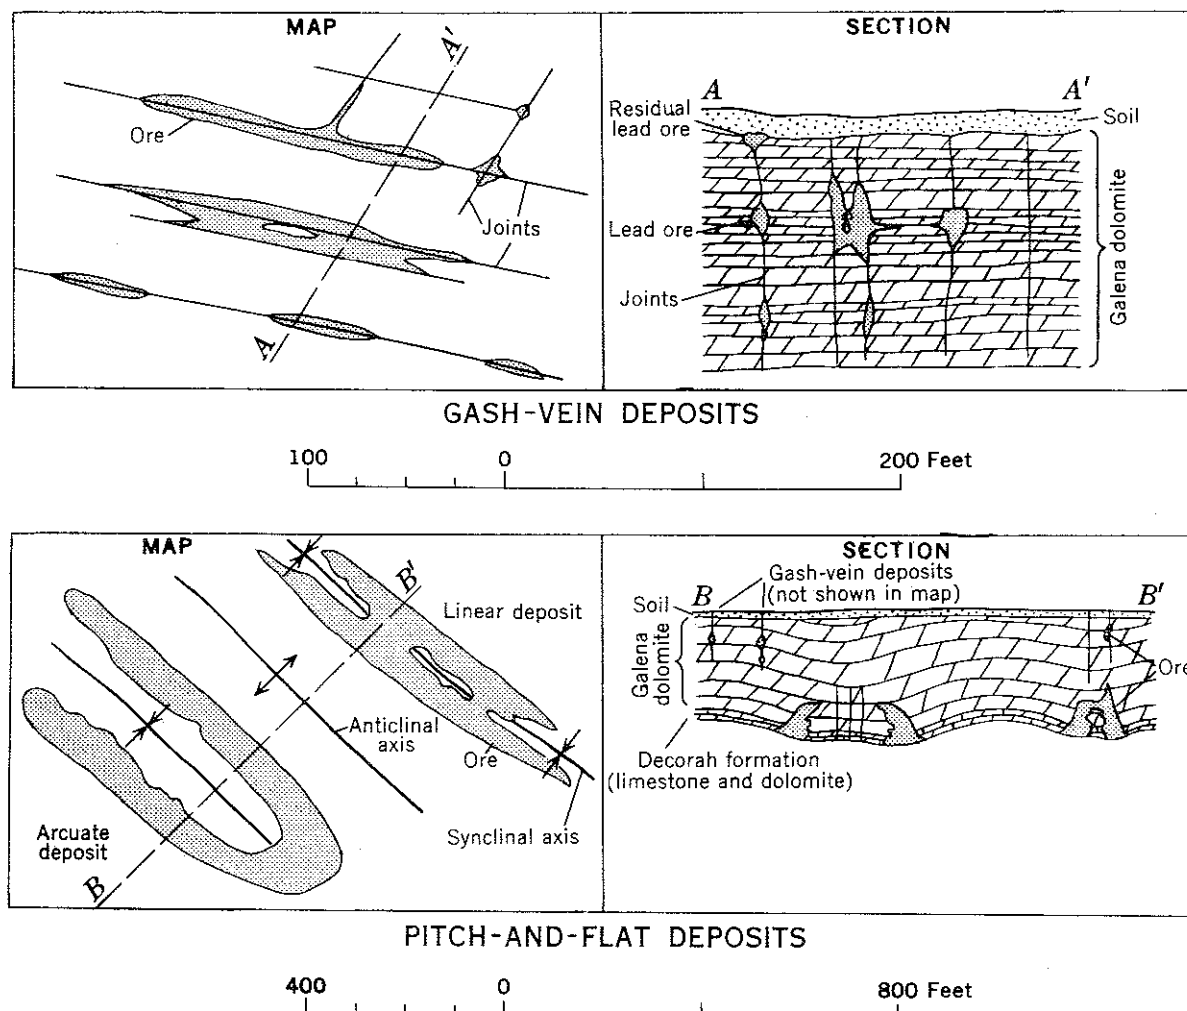 MAP
A'
Ore
Joints
A
SECTION
A
A'
Residual
lead ore
Soil
Lead ore
Joints
Galena dolomite
GASH-VEIN DEPOSITS
100
0
200 Feet
MAP
B'
Linear deposit
Anticlinal
axis
Ore
Synclinal axis
Arcuate
deposit
B
SECTION
Gash-vein deposits
(not shown in map)
B
B'
Soil
Galena
dolomite
Ore
Decorah formation
(limestone and dolomite)
PITCH-AND-FLAT DEPOSITS
400
0
800 Feet